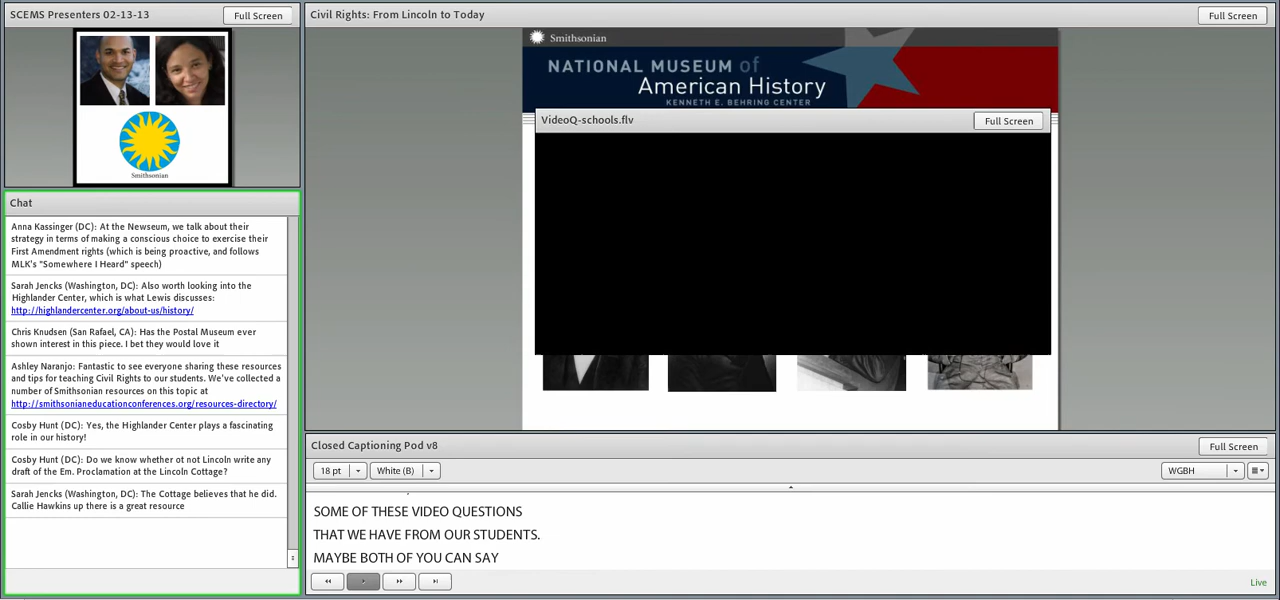 SCEMS Presenters 02-13-13
Full Screen
Smithsonian
Chat
Anna Kassinger (DC): At the Newseum, we talk about their
strategy in terms of making a conscious choice to exercise their
First Amendment rights (which is being proactive, and follows
MLK's "Somewhere I Heard" speech)
Sarah Jencks (Washington, DC): Also worth looking into the
Highlander Center, which is what Lewis discusses:
http://highlandercenter.org/about-us/history/
Chris Knudsen (San Rafael, CA): Has the Postal Museum ever
shown interest in this piece. I bet they would love it
Ashley Naranjo: Fantastic to see everyone sharing these resources
and tips for teaching Civil Rights to our students. We've collected a
number of Smithsonian resources on this topic at
http://smithsonianeducationconferences.org/resources-directory/
Cosby Hunt (DC): Yes, the Highlander Center plays a fascinating
role in our history!
Cosby Hunt (DC): Do we know whether ot not Lincoln write any
draft of the Em. Proclamation at the Lincoln Cottage?
Sarah Jencks (Washington, DC): The Cottage believes that he did.
Callie Hawkins up there is a great resource
Civil Rights: From Lincoln to Today
Full Screen
Smithsonian
NATIONAL MUSEUM of
American History
KENNETH E. BEHRING CENTER
VideoQ-schools.flv
Full Screen
Closed Captioning Pod v8
Full Screen
18 pt
White (B)
WGBH
SOME OF THESE VIDEO QUESTIONS
THAT WE HAVE FROM OUR STUDENTS.
MAYBE BOTH OF YOU CAN SAY
Live